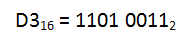 D3₁₆ = 1101 0011₂